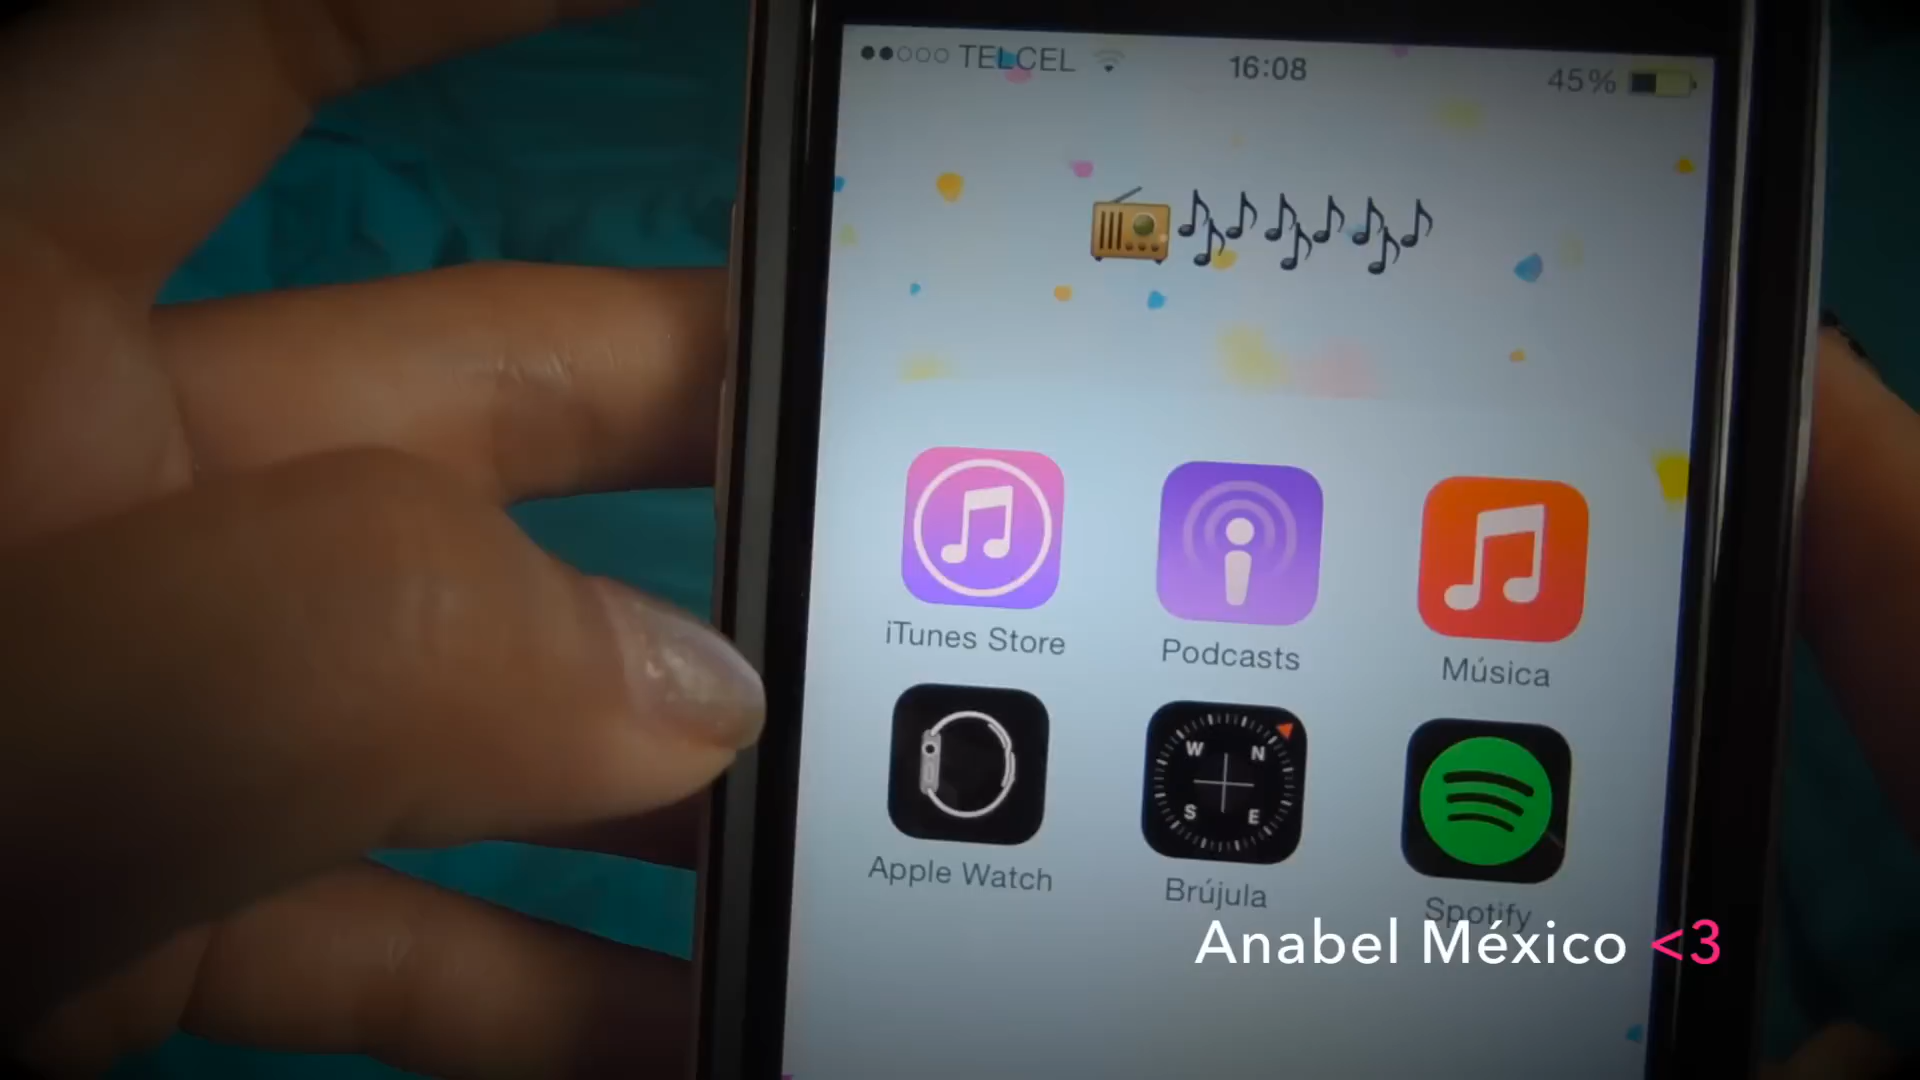 TELCEL 16:08 45%
iTunes Store Podcasts Música
W N
S E
Apple Watch Brújula Spotify
Anabel México <3